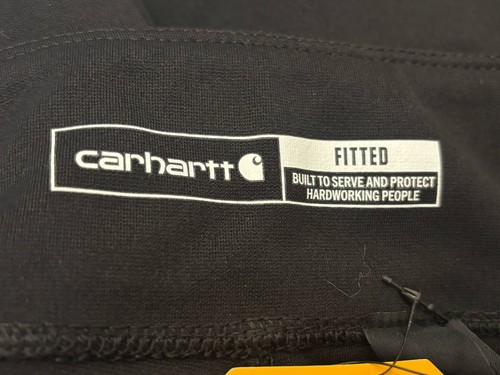 carhartt
FITTED
BUILT TO SERVE AND PROTECT
HARDWORKING PEOPLE